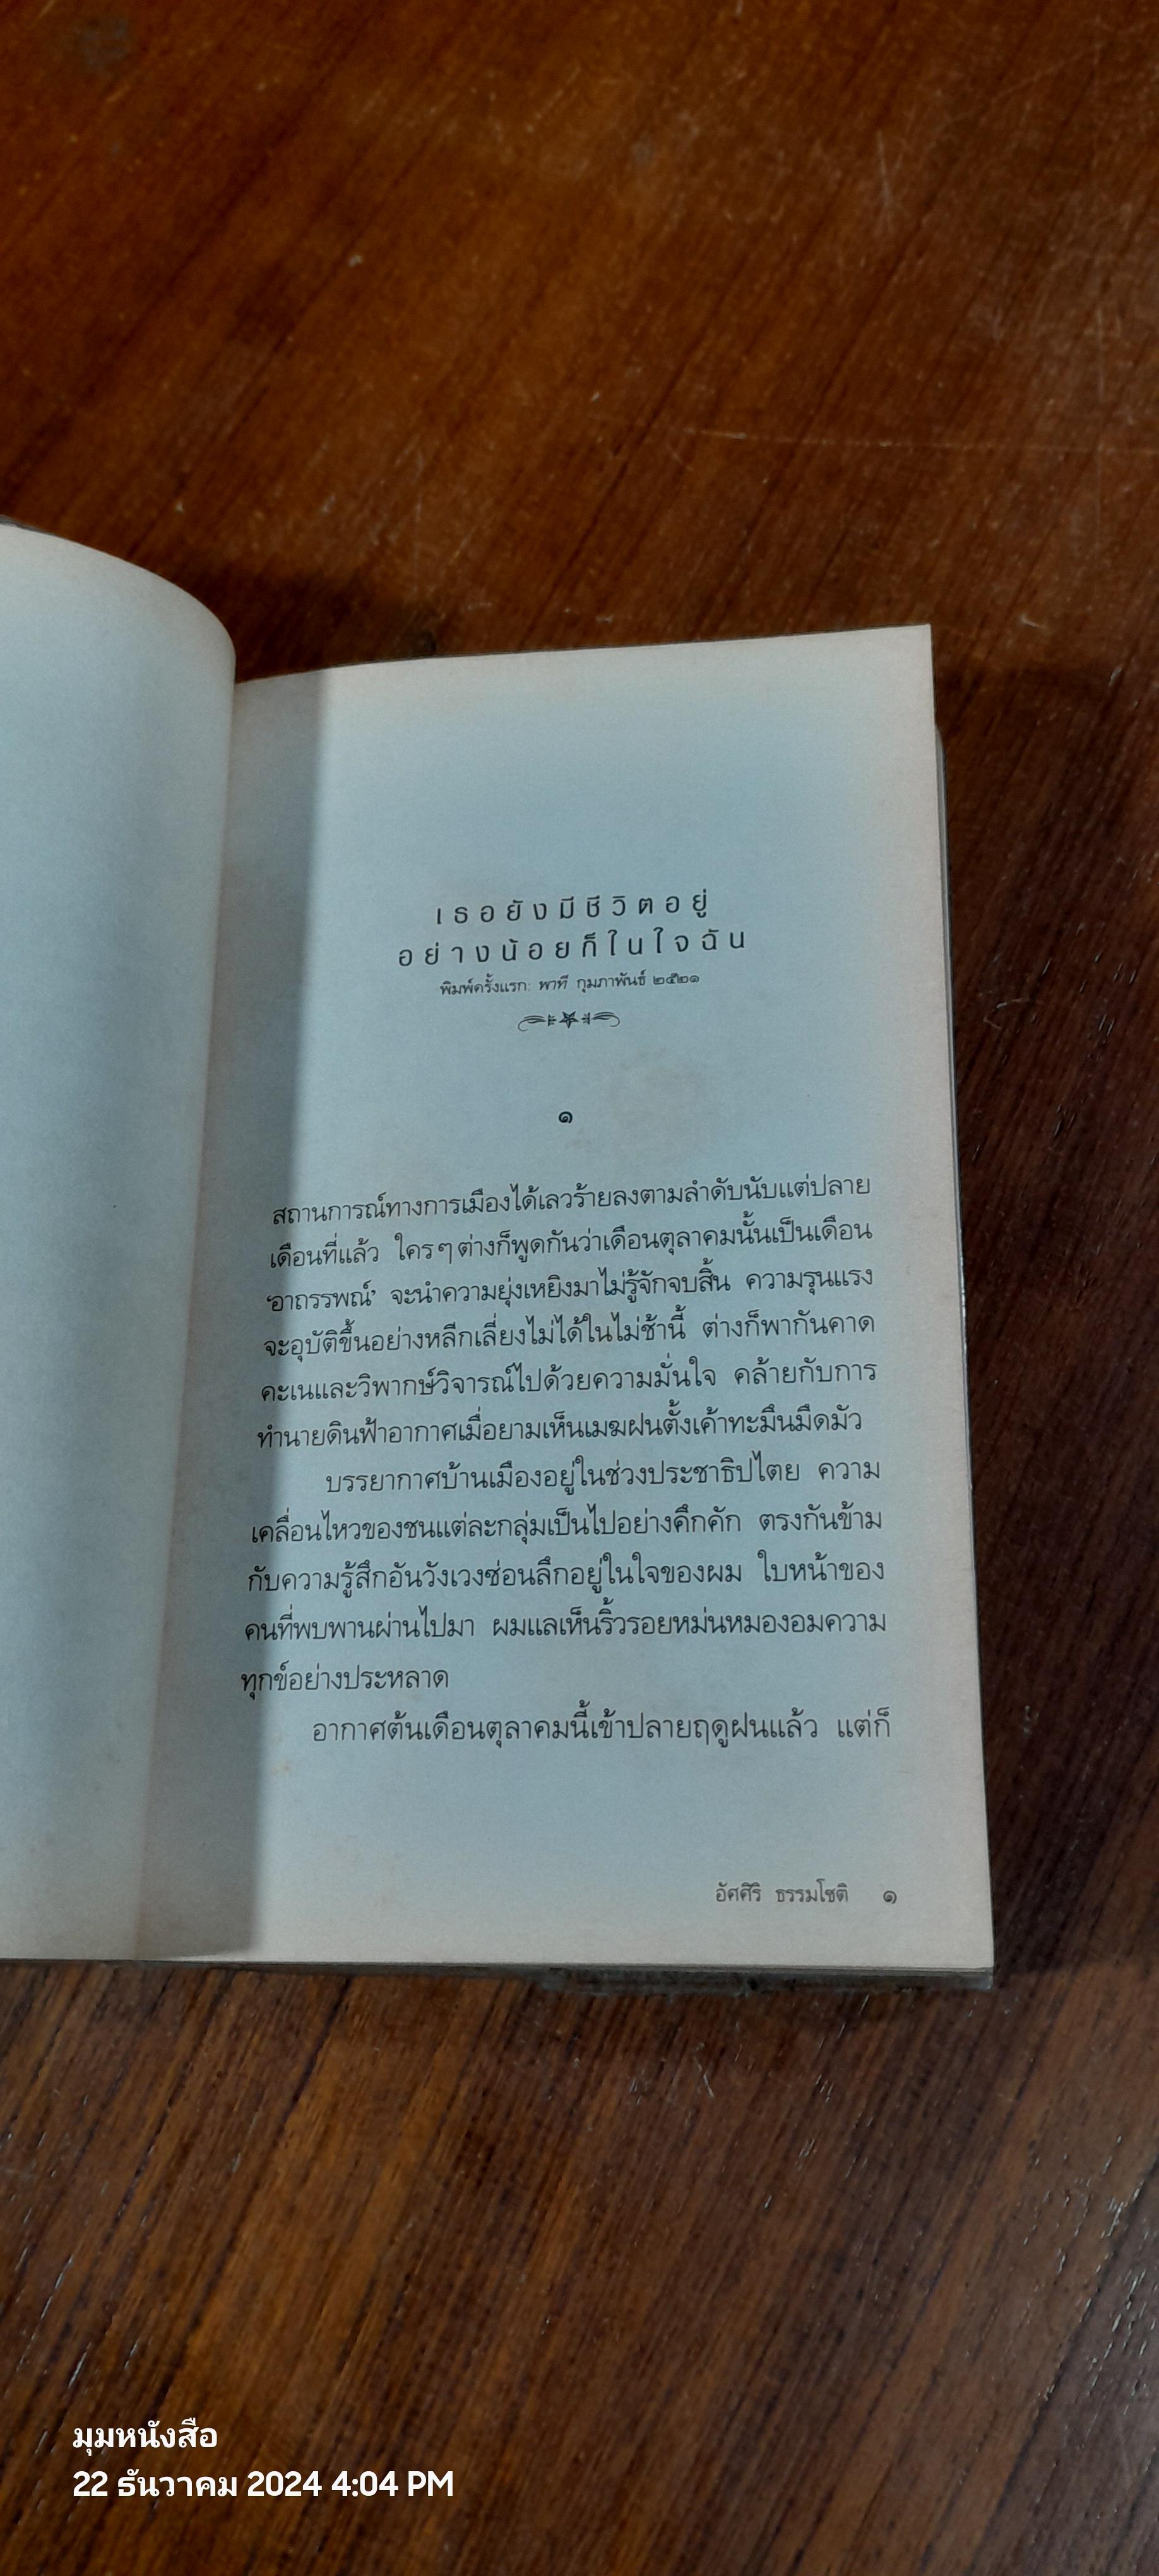 เธอยังมีชีวิตอยู่
อย่างน้อยก็ในใจฉัน
พิมพ์ครั้งแรก: พาที กุมภาพันธ์ ๒๕๒๑
๑
สถานการณ์ทางการเมืองได้เลวร้ายลงตามลำดับนับแต่ปลาย
เดือนที่แล้ว ใครๆ ต่างก็พูดกันว่าเดือนตุลาคมนั้นเป็นเดือน
‘อาถรรพณ์’ จะนำความยุ่งเหยิงมาไม่รู้จักจบสิ้น ความรุนแรง
จะอุบัติขึ้นอย่างหลีกเลี่ยงไม่ได้ในไม่ช้านี้ ต่างก็พากันคาด
คะเนและวิพากษ์วิจารณ์ไปด้วยความมั่นใจ คล้ายกับการ
ทำนายดินฟ้าอากาศเมื่อยามเห็นเมฆฝนตั้งเค้าทะมึนมืดมัว
บรรยากาศบ้านเมืองอยู่ในช่วงประชาธิปไตย ความ
เคลื่อนไหวของชนแต่ละกลุ่มเป็นไปอย่างคึกคัก ตรงกันข้าม
กับความรู้สึกอันวังเวงซ่อนลึกอยู่ในใจของผม ใบหน้าของ
คนที่พบพานผ่านไปมา ผมแลเห็นริ้วรอยหม่นหมองอมความ
ทุกข์อย่างประหลาด
อากาศต้นเดือนตุลาคมนี้เข้าปลายฤดูฝนแล้ว แต่ก็
อัศศิริ ธรรมโชติ ๑
มุมหนังสือ
22 ธันวาคม 2024 4:04 PM